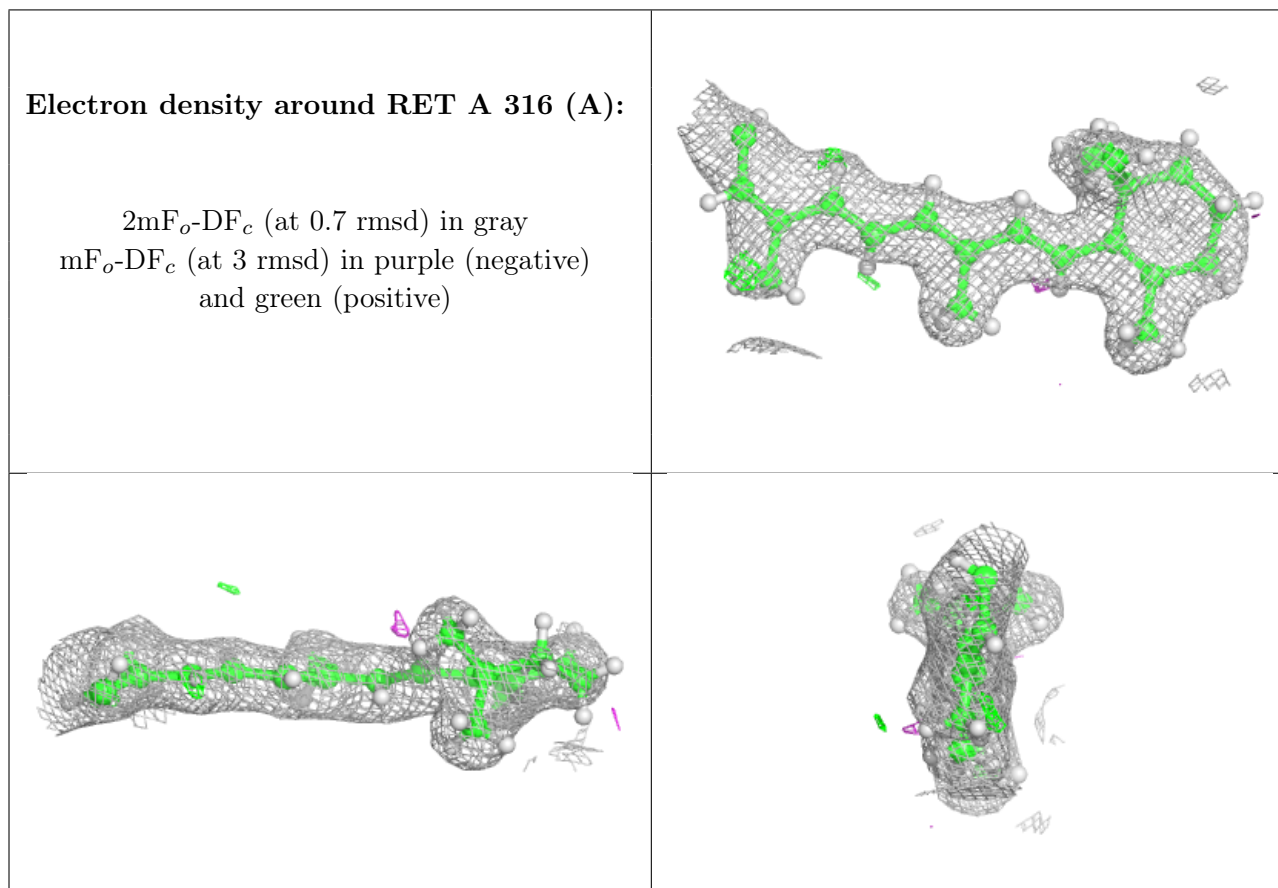 Electron density around RET A 316 (A):
2mFo-DFc (at 0.7 rmsd) in gray
mFo-DFc (at 3 rmsd) in purple (negative)
and green (positive)